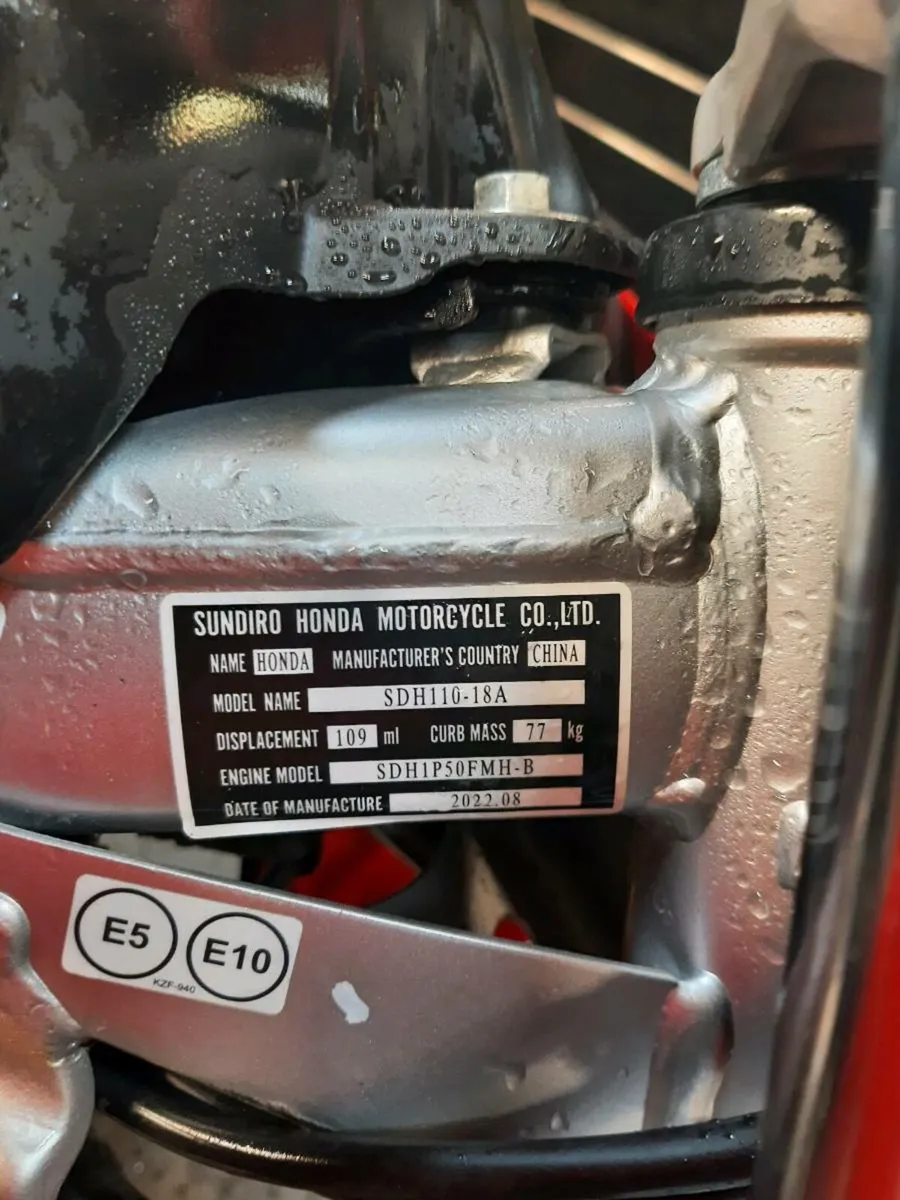 SUNDIRO HONDA MOTORCYCLE CO.,LTD.
NAME HONDA MANUFACTURER'S COUNTRY CHINA
MODEL NAME SDH110-18A
DISPLACEMENT 109 ml CURB MASS 77 kg
ENGINE MODEL SDH1P50FMH-B
DATE OF MANUFACTURE 2022.08
E5 E10
KZF-940